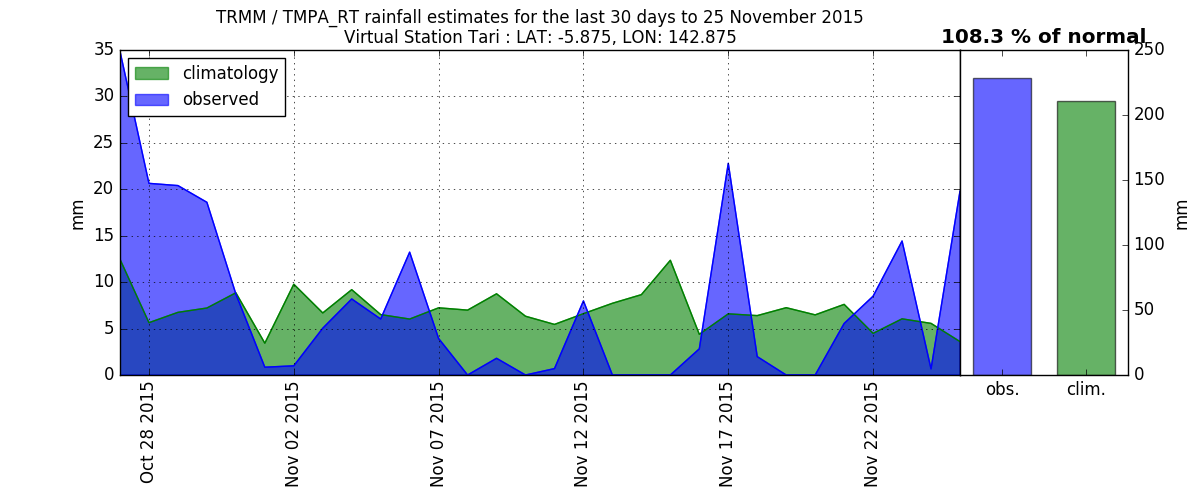 TRMM / TMPA_RT rainfall estimates for the last 30 days to 25 November 2015
Virtual Station Tari : LAT: -5.875, LON: 142.875
108.3 % of normal
climatology
observed
mm
35
30
25
20
15
10
5
0
Oct 28 2015
Nov 02 2015
Nov 07 2015
Nov 12 2015
Nov 17 2015
Nov 22 2015
250
200
150
100
50
0
mm
obs.
clim.